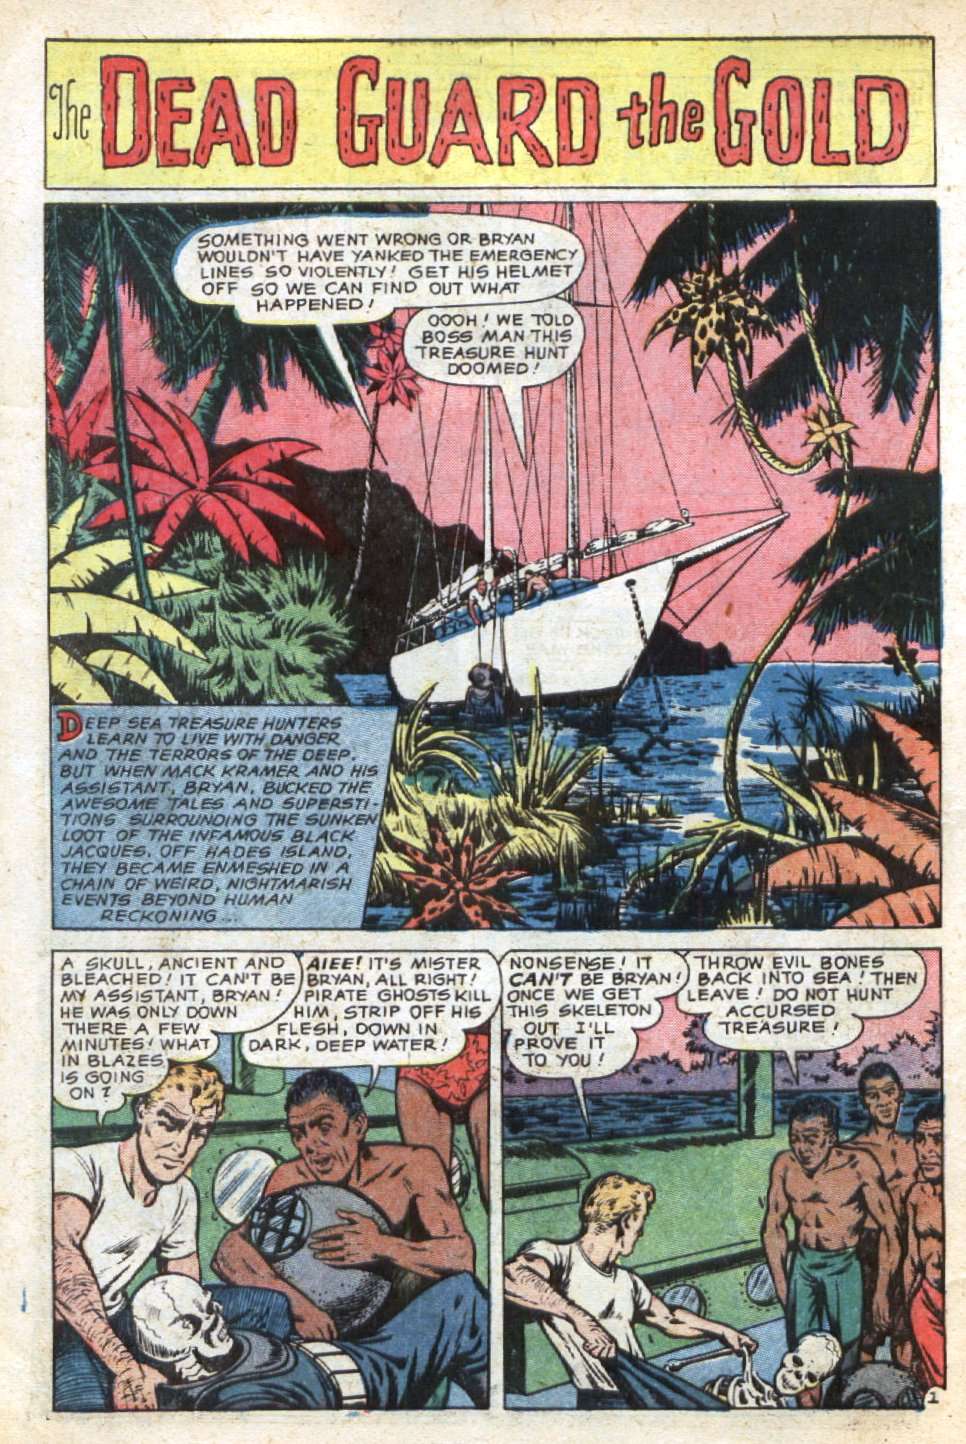 The DEAD GUARD the GOLD
SOMETHING WENT WRONG OR BRYAN
WOULDN'T HAVE YANKED THE EMERGENCY
LINES SO VIOLENTLY! GET HIS HELMET
OFF SO WE CAN FIND OUT WHAT
HAPPENED!
OOOH! WE TOLD
BOSS MAN THIS
TREASURE HUNT
DOOMED!
DEEP SEA TREASURE HUNTERS
LEARN TO LIVE WITH DANGER
AND THE TERRORS OF THE DEEP.
BUT WHEN MACK KRAMER AND HIS
ASSISTANT, BRYAN, BUCKED THE
AWESOME TALES AND SUPERSTI-
TIONS SURROUNDING THE SUNKEN
LOOT OF THE INFAMOUS BLACK
JACQUES, OFF HADES ISLAND,
THEY BECAME ENMESHED IN A
CHAIN OF WEIRD, NIGHTMARISH
EVENTS BEYOND HUMAN
RECKONING...
A SKULL, ANCIENT AND
BLEACHED! IT CAN'T BE
MY ASSISTANT, BRYAN!
HE WAS ONLY DOWN
THERE A FEW
MINUTES! WHAT
IN BLAZES
IS GOING
ON?
AIEE! IT'S MISTER
BRYAN, ALL RIGHT!
PIRATE GHOSTS KILL
HIM, STRIP OFF HIS
FLESH, DOWN IN
DARK, DEEP WATER!
NONSENSE! IT
CAN'T BE BRYAN!
ONCE WE GET
THIS SKELETON
OUT I'LL
PROVE IT
TO YOU!
THROW EVIL BONES
BACK INTO SEA! THEN
LEAVE! DO NOT HUNT
ACCURSED
TREASURE!
1